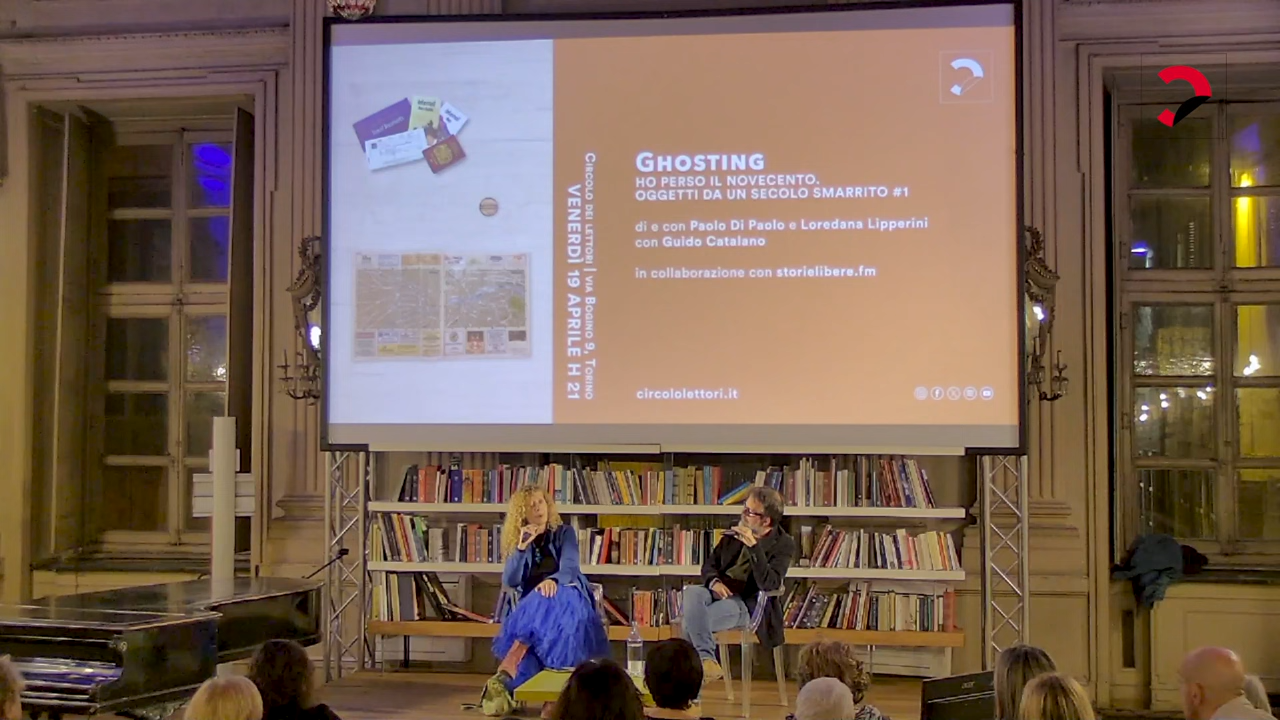 GHOSTING
HO PERSO IL NOVECENTO.
OGGETTI DA UN SECOLO SMARRITO #1
di e con Paolo Di Paolo e Loredana Lipperini
con Guido Catalano
in collaborazione con storielibere.fm
circololettori.it
CIRCOLO DEI LETTORI | VIA BOGINO 9, TORINO
VENERDÌ 19 APRILE H 21
acer